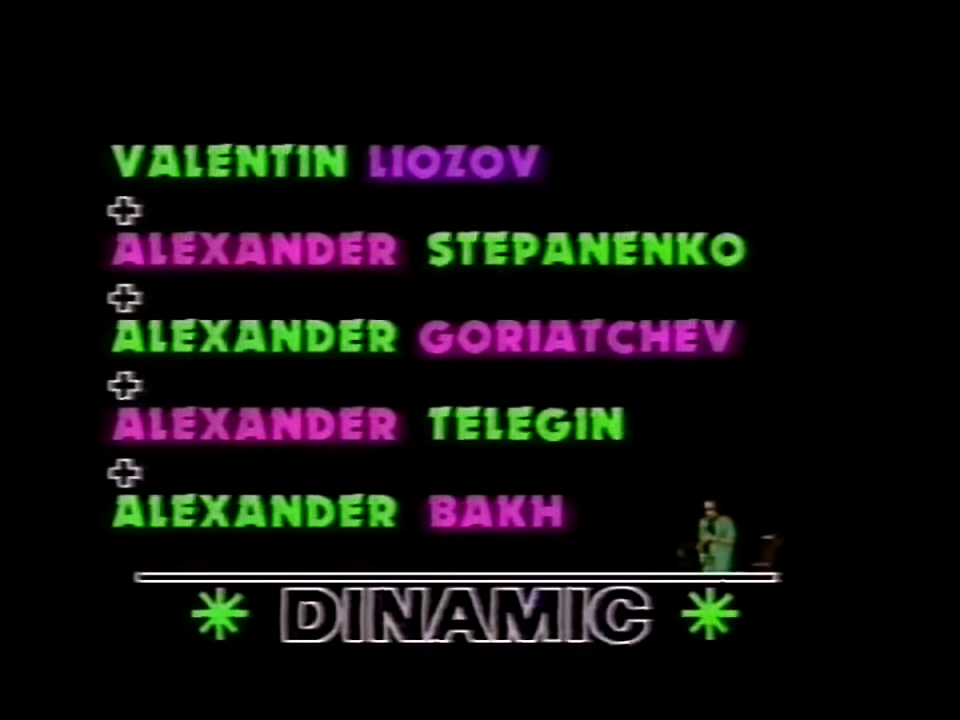 VALENTIN LIOZOV
+
ALEXANDER STEPANENKO
+
ALEXANDER GORIATCHEV
+
ALEXANDER TELEGIN
+
ALEXANDER BAKH
* DINAMIC *